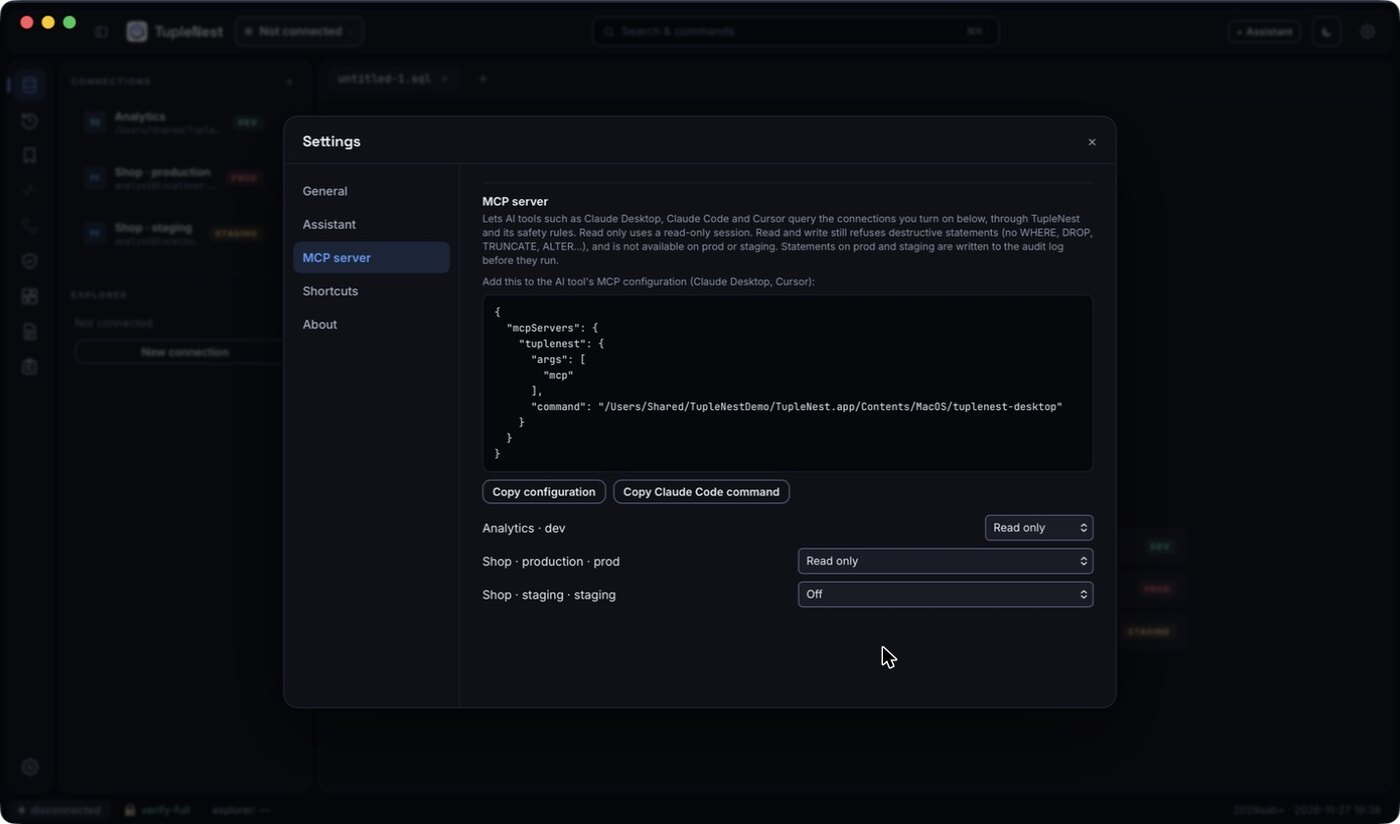 TupleNest
Not connected
Search & commands
⌘K
Assistant
CONNECTIONS
untitled-1.sql
Analytics
DEV
Shop · production
PROD
Shop · staging
STAGING
EXPLORER
Not connected.
New connection
Settings
General
Assistant
MCP server
Shortcuts
About
MCP server
Lets AI tools such as Claude Desktop, Claude Code and Cursor query the connections you turn on below, through TupleNest
and its safety rules. Read only uses a read-only session. Read and write still refuses destructive statements (no WHERE, DROP,
TRUNCATE, ALTER...), and is not available on prod or staging. Statements on prod and staging are written to the audit log
before they run.
Add this to the AI tool's MCP configuration (Claude Desktop, Cursor):
{
"mcpServers": {
"tuplenest": {
"args": [
"mcp"
],
"command": "/Users/Shared/TupleNestDemo/TupleNest.app/Contents/MacOS/tuplenest-desktop"
}
}
}
Copy configuration
Copy Claude Code command
Analytics · dev
Read only
Shop · production · prod
Read only
Shop · staging · staging
Off
DEV
PROD
STAGING
disconnected
verify-full
explorer: —